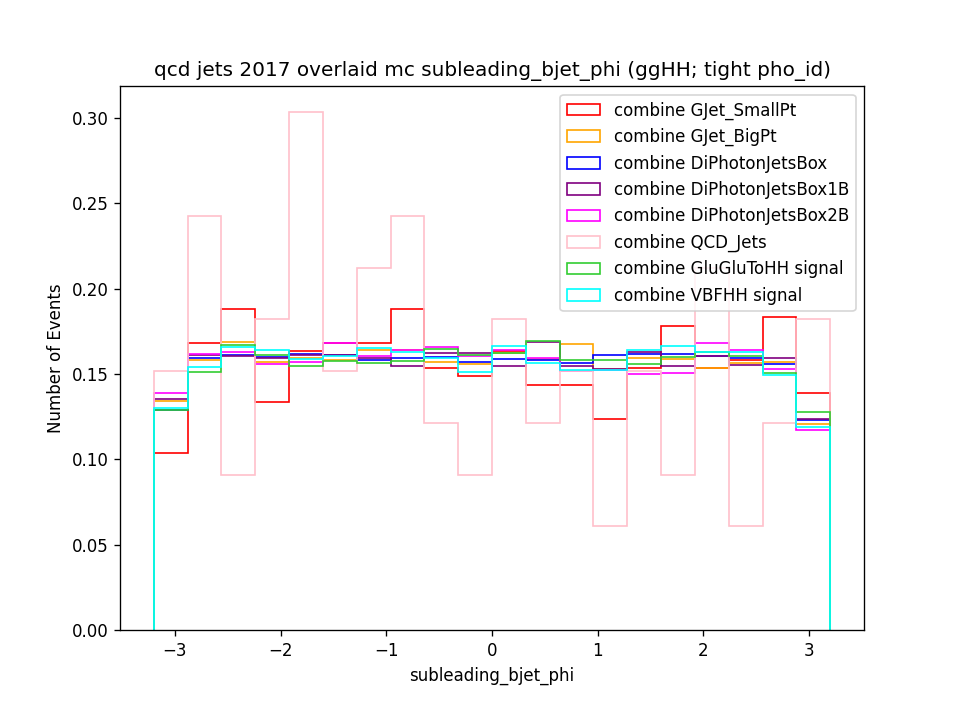 qcd jets 2017 overlaid mc subleading_bjet_phi (ggHH; tight pho_id)
combine GJet_SmallPt
combine GJet_BigPt
combine DiPhotonJetsBox
combine DiPhotonJetsBox1B
combine DiPhotonJetsBox2B
combine QCD_Jets
combine GluGluToHH signal
combine VBFHH signal
Number of Events
0.30
0.25
0.20
0.15
0.10
0.05
0.00
−3 −2 −1 0 1 2 3
subleading_bjet_phi